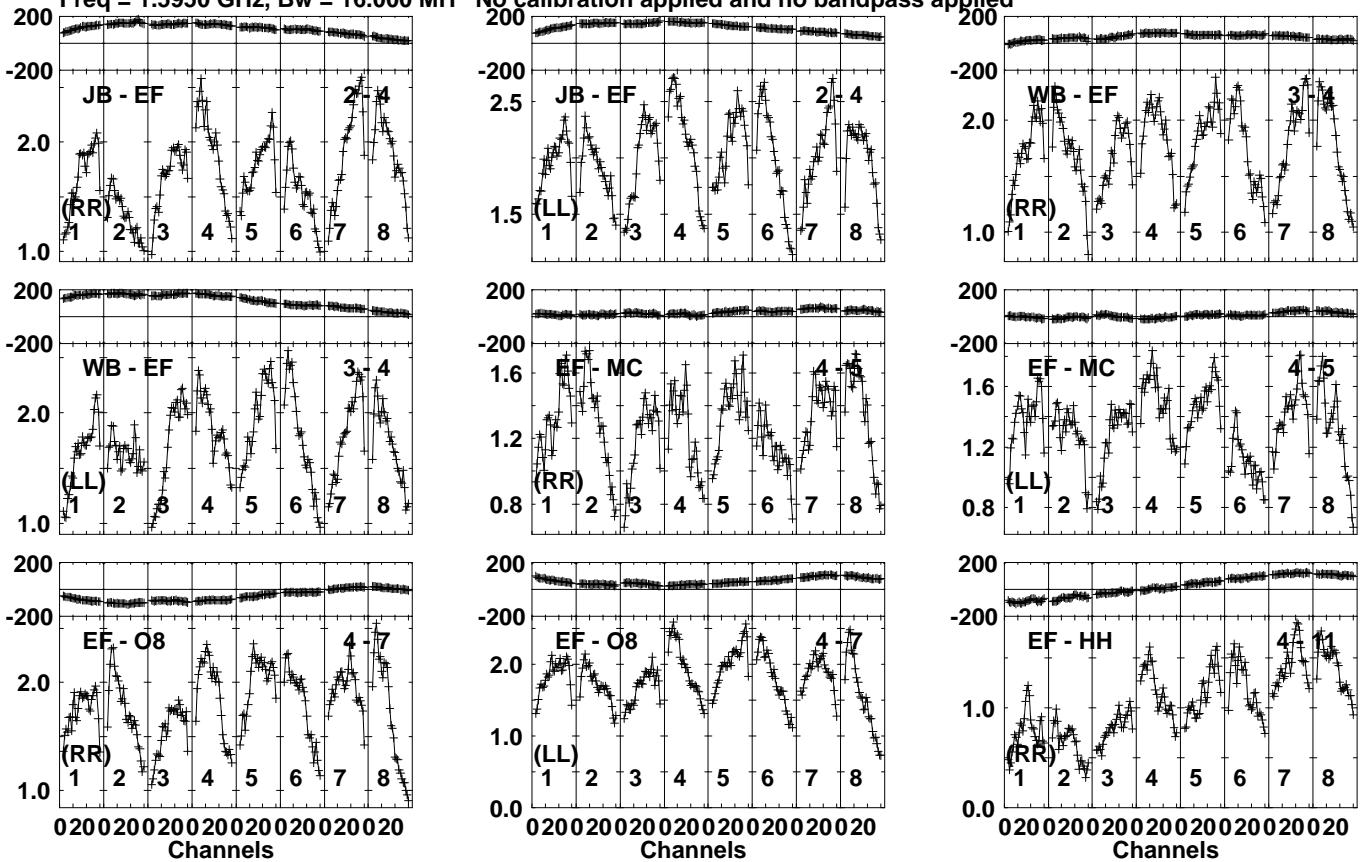 Freq = 1.5950 GHz, Bw = 16.000 MH No calibration applied and no bandpass applied
200 200 200
-200 -200 -200
JB - EF 2 - 4 JB - EF 2 - 4 WB - EF 3 - 4
2.5
2.0 2.0
(RR) (LL) 1.5 (RR)
1 2 3 4 5 6 7 8 1 2 3 4 5 6 7 8 1 2 3 4 5 6 7 8
1.0 1.0
200 200 200
-200 -200 -200
WB - EF 3 - 4 EF - MC 4 - 5 EF - MC 4 - 5
1.6 1.6
2.0 1.2 1.2
(LL) (RR) (LL)
1 2 3 4 5 6 7 8 1 2 3 4 5 6 7 8 1 2 3 4 5 6 7 8
1.0 0.8 0.8
200 200 200
-200 -200 -200
EF - O8 4 - 7 EF - O8 4 - 7 EF - HH 4 - 11
2.0 2.0
(RR) 1.0 (LL) 1.0 (RR)
1 2 3 4 5 6 7 8 1 2 3 4 5 6 7 8 1 2 3 4 5 6 7 8
1.0 0.0 0.0
0 20 0 20 0 20 0 20 0 20 0 20 0 20 0 20 0 20 0 20 0 20 0 20 0 20 0 20 0 20 0 20 0 20 0 20 0 20 0 20 0 20 0 20 0 20 0 20
Channels Channels Channels